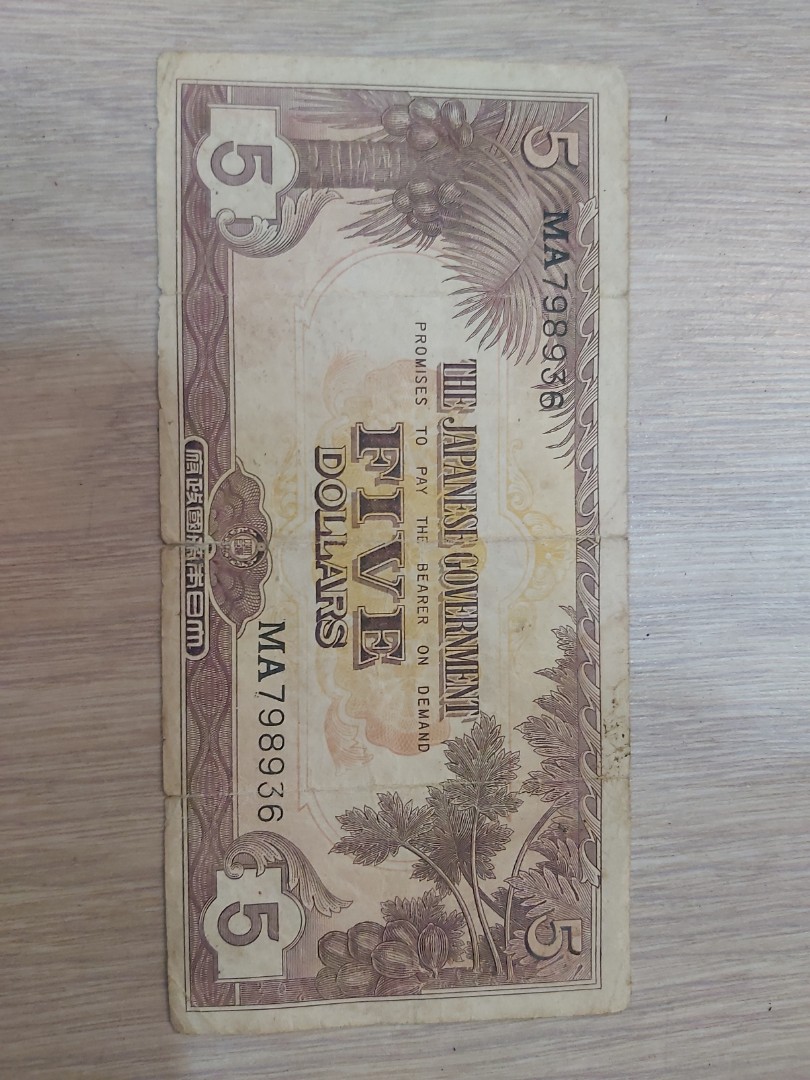 5 5
MA798936
THE JAPANESE GOVERNMENT
PROMISES TO PAY THE BEARER ON DEMAND
FIVE
DOLLARS
MA798936
5 5
大日本帝國政府